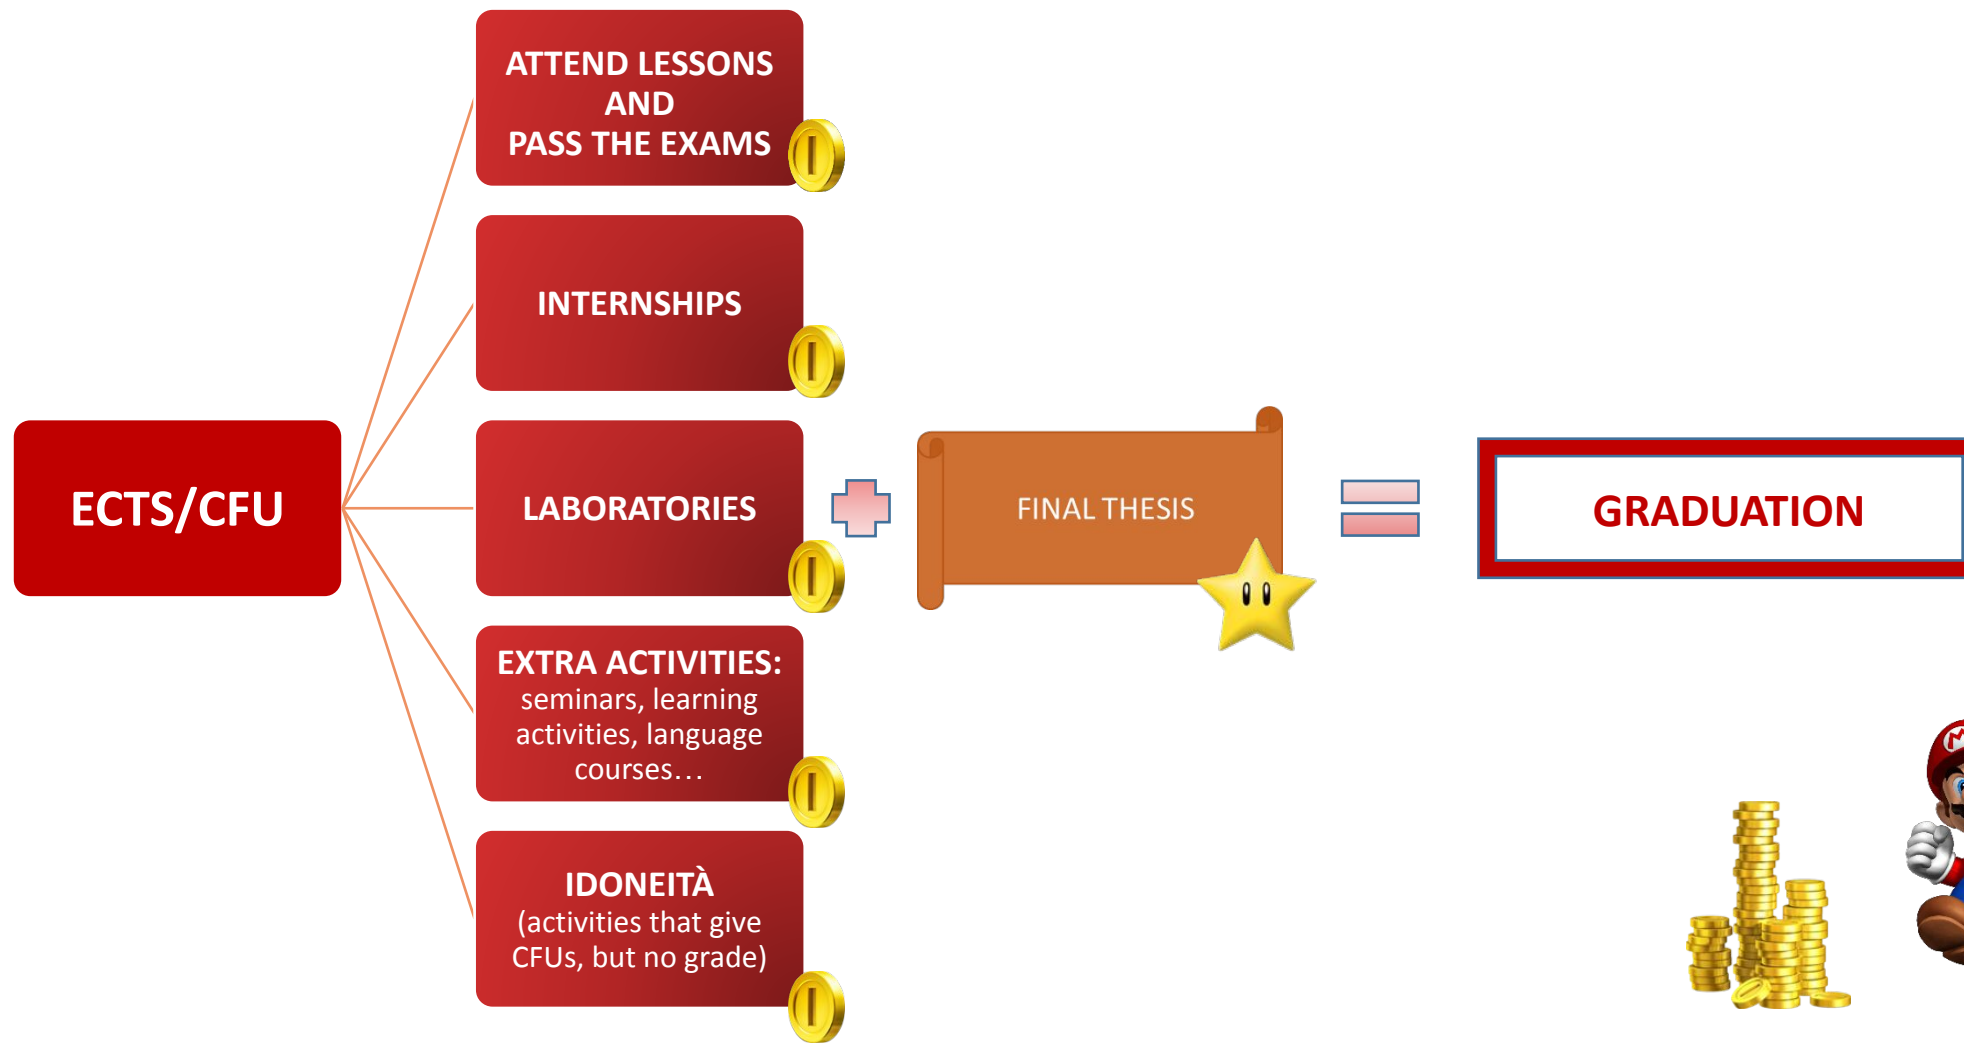 ATTEND LESSONS
AND
PASS THE EXAMS
INTERNSHIPS
ECTS/CFU
LABORATORIES
FINAL THESIS
GRADUATION
EXTRA ACTIVITIES:
seminars, learning
activities, language
courses…
IDONEITÀ
(activities that give
CFUs, but no grade)
M